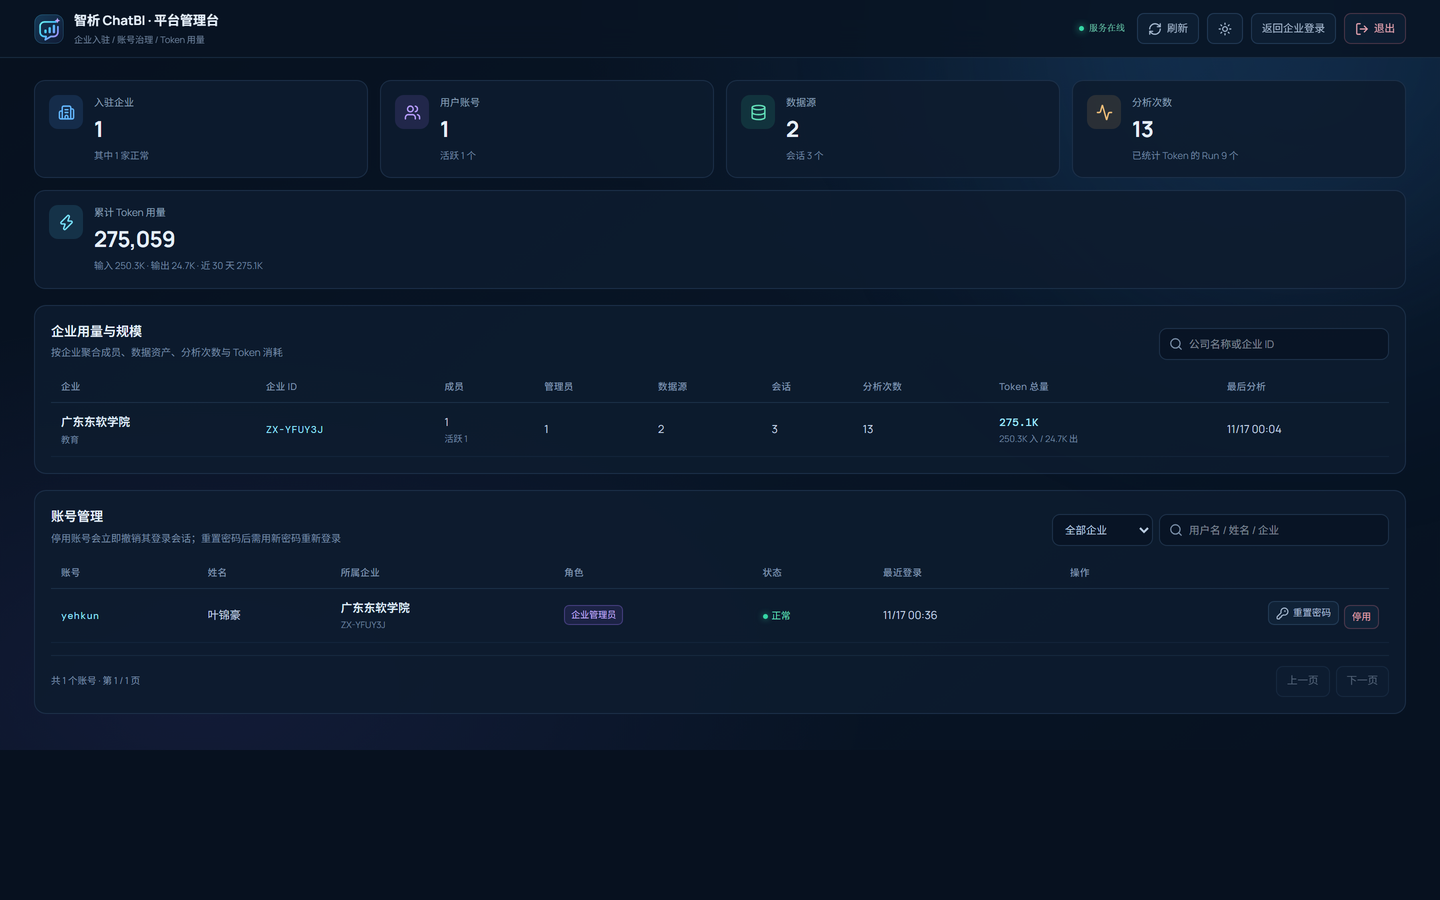 智析 ChatBI · 平台管理台
企业入驻 / 账号治理 / Token 用量
服务在线
刷新
返回企业登录
退出
入驻企业
1
其中 1 家正常
用户账号
1
活跃 1 个
数据源
2
会话 3 个
分析次数
13
已统计 Token 的 Run 9 个
累计 Token 用量
275,059
输入 250.3K · 输出 24.7K · 近 30 天 275.1K
企业用量与规模
按企业聚合成员、数据资产、分析次数与 Token 消耗
公司名称或企业 ID
企业 企业 ID 成员 管理员 数据源 会话 分析次数 Token 总量 最后分析
广东东软学院 ZX-YFUY3J 1 1 2 3 13 275.1K 11/17 00:04
教育 活跃 1 250.3K 入 / 24.7K 出
账号管理
停用账号会立即撤销其登录会话；重置密码后需用新密码重新登录
全部企业
用户名 / 姓名 / 企业
账号 姓名 所属企业 角色 状态 最近登录 操作
yehkun 叶锦豪 广东东软学院 企业管理员 正常 11/17 00:36 重置密码 停用
ZX-YFUY3J
共 1 个账号 · 第 1 / 1 页
上一页 下一页